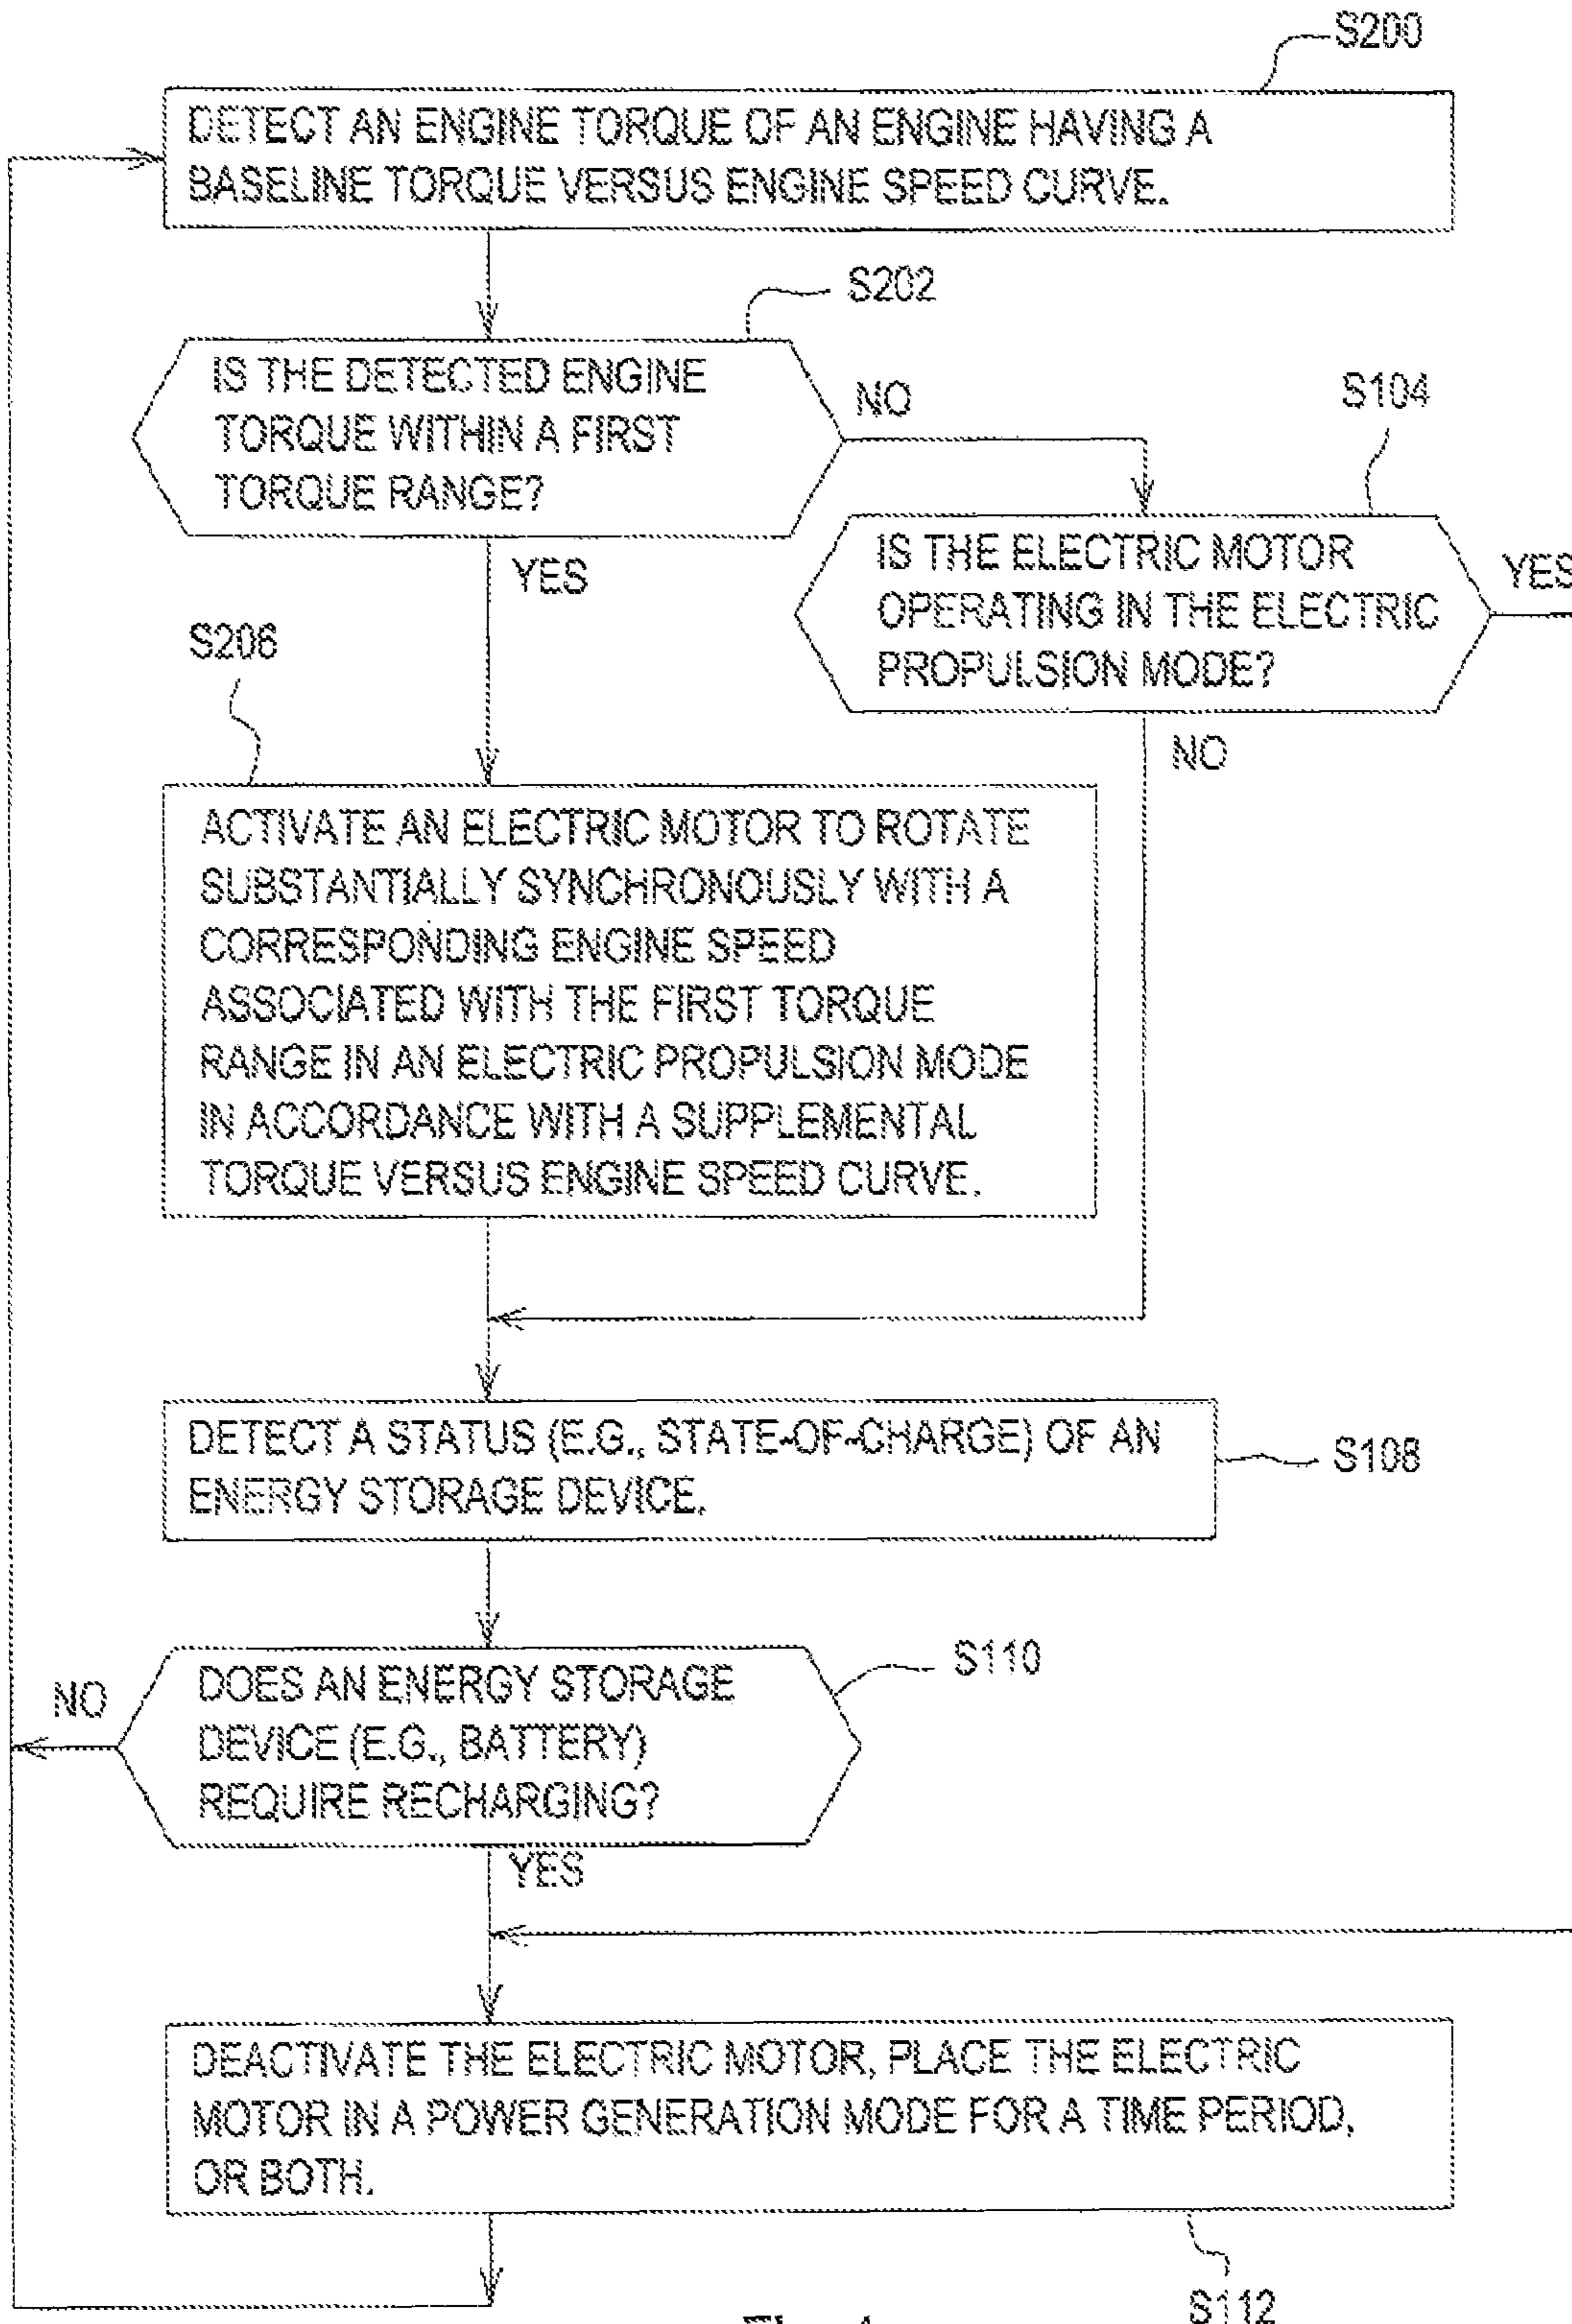 S200
DETECT AN ENGINE TORQUE OF AN ENGINE HAVING A
BASELINE TORQUE VERSUS ENGINE SPEED CURVE.
S202
IS THE DETECTED ENGINE
TORQUE WITHIN A FIRST
TORQUE RANGE?
NO
S104
YES
IS THE ELECTRIC MOTOR
OPERATING IN THE ELECTRIC
PROPULSION MODE?
YES
NO
S206
ACTIVATE AN ELECTRIC MOTOR TO ROTATE
SUBSTANTIALLY SYNCHRONOUSLY WITH A
CORRESPONDING ENGINE SPEED
ASSOCIATED WITH THE FIRST TORQUE
RANGE IN AN ELECTRIC PROPULSION MODE
IN ACCORDANCE WITH A SUPPLEMENTAL
TORQUE VERSUS ENGINE SPEED CURVE.
DETECT A STATUS (E.G., STATE-OF-CHARGE) OF AN
ENERGY STORAGE DEVICE.
S108
DOES AN ENERGY STORAGE
DEVICE (E.G., BATTERY)
REQUIRE RECHARGING?
S110
NO
YES
DEACTIVATE THE ELECTRIC MOTOR, PLACE THE ELECTRIC
MOTOR IN A POWER GENERATION MODE FOR A TIME PERIOD,
OR BOTH.
S112